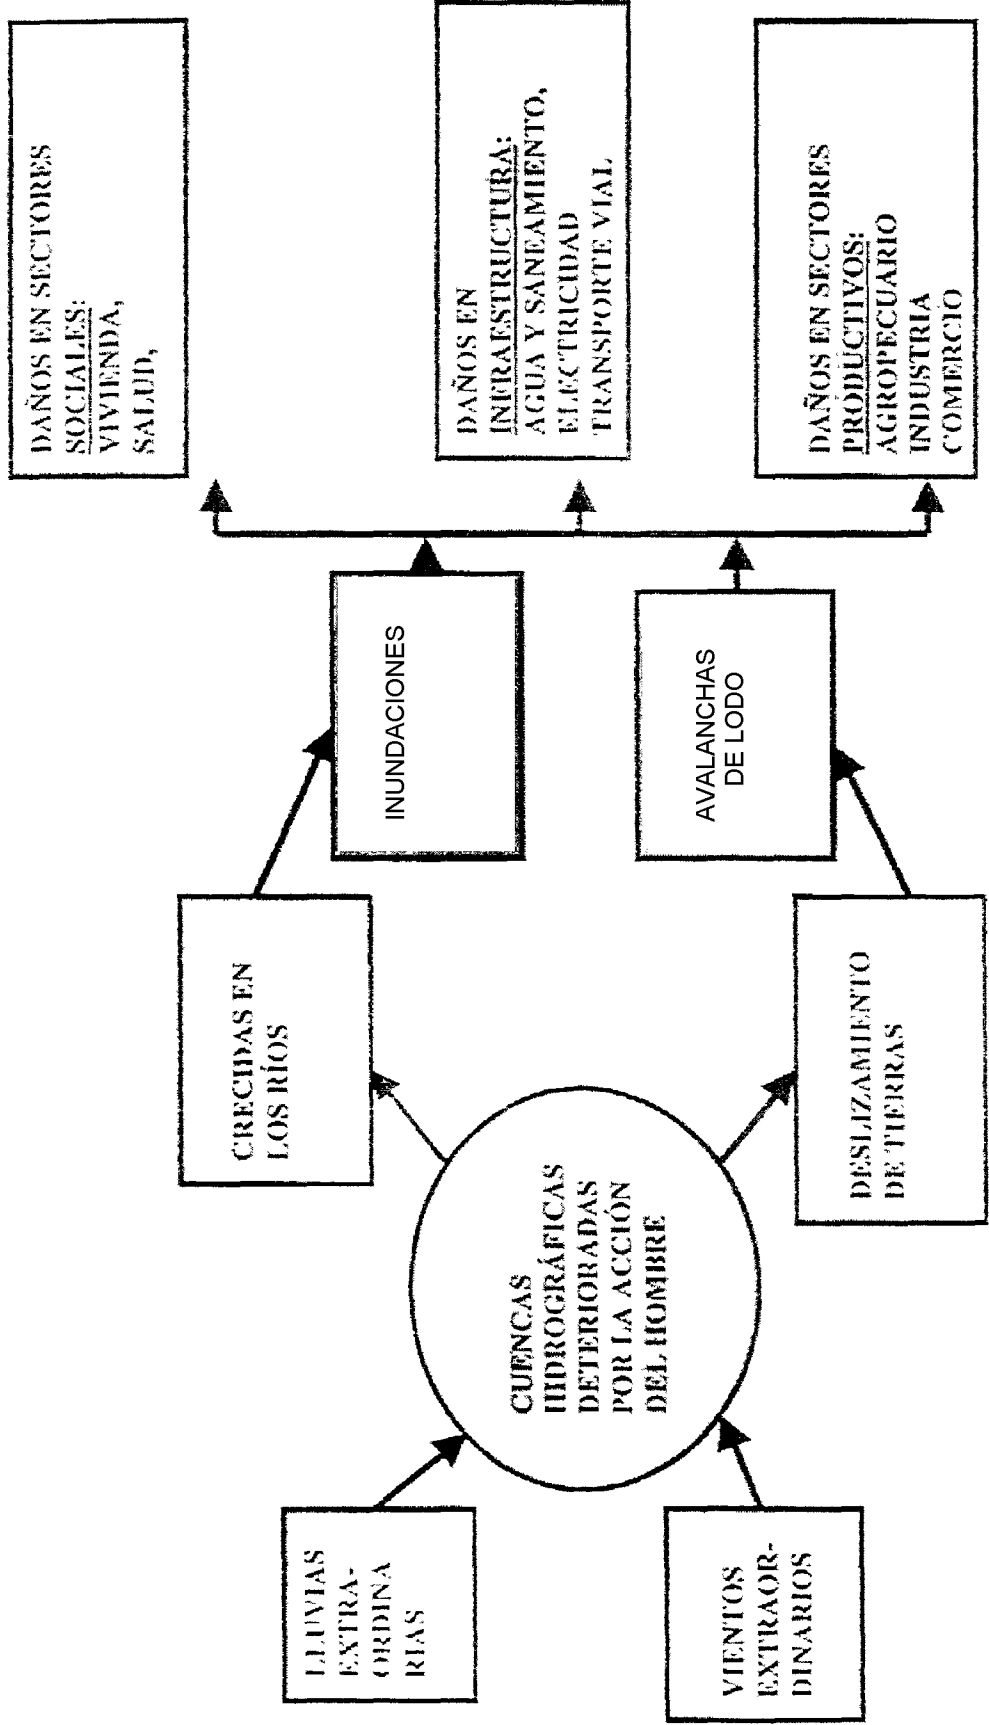 LLUVIAS
EXTRA-
ORDINA
RIAS
VIENTOS
EXTRAOR-
DINARIOS
CUENCAS
HIDROGRÁFICAS
DETERIORADAS
POR LA ACCIÓN
DEL HOMBRE
CRECIDAS EN
LOS RÍOS
DESLIZAMIENTO
DE TIERRAS
INUNDACIONES
AVALANCHAS
DE LODO
DAÑOS EN SECTORES
SOCIALES:
VIVIENDA,
SALUD,
DAÑOS EN
INFRAESTRUCTURA:
AGUA Y SANEAMIENTO,
ELECTRICIDAD
TRANSPORTE VIAL
DAÑOS EN SECTORES
PRODUCTIVOS:
AGROPECUARIO
INDUSTRIA
COMERCIO